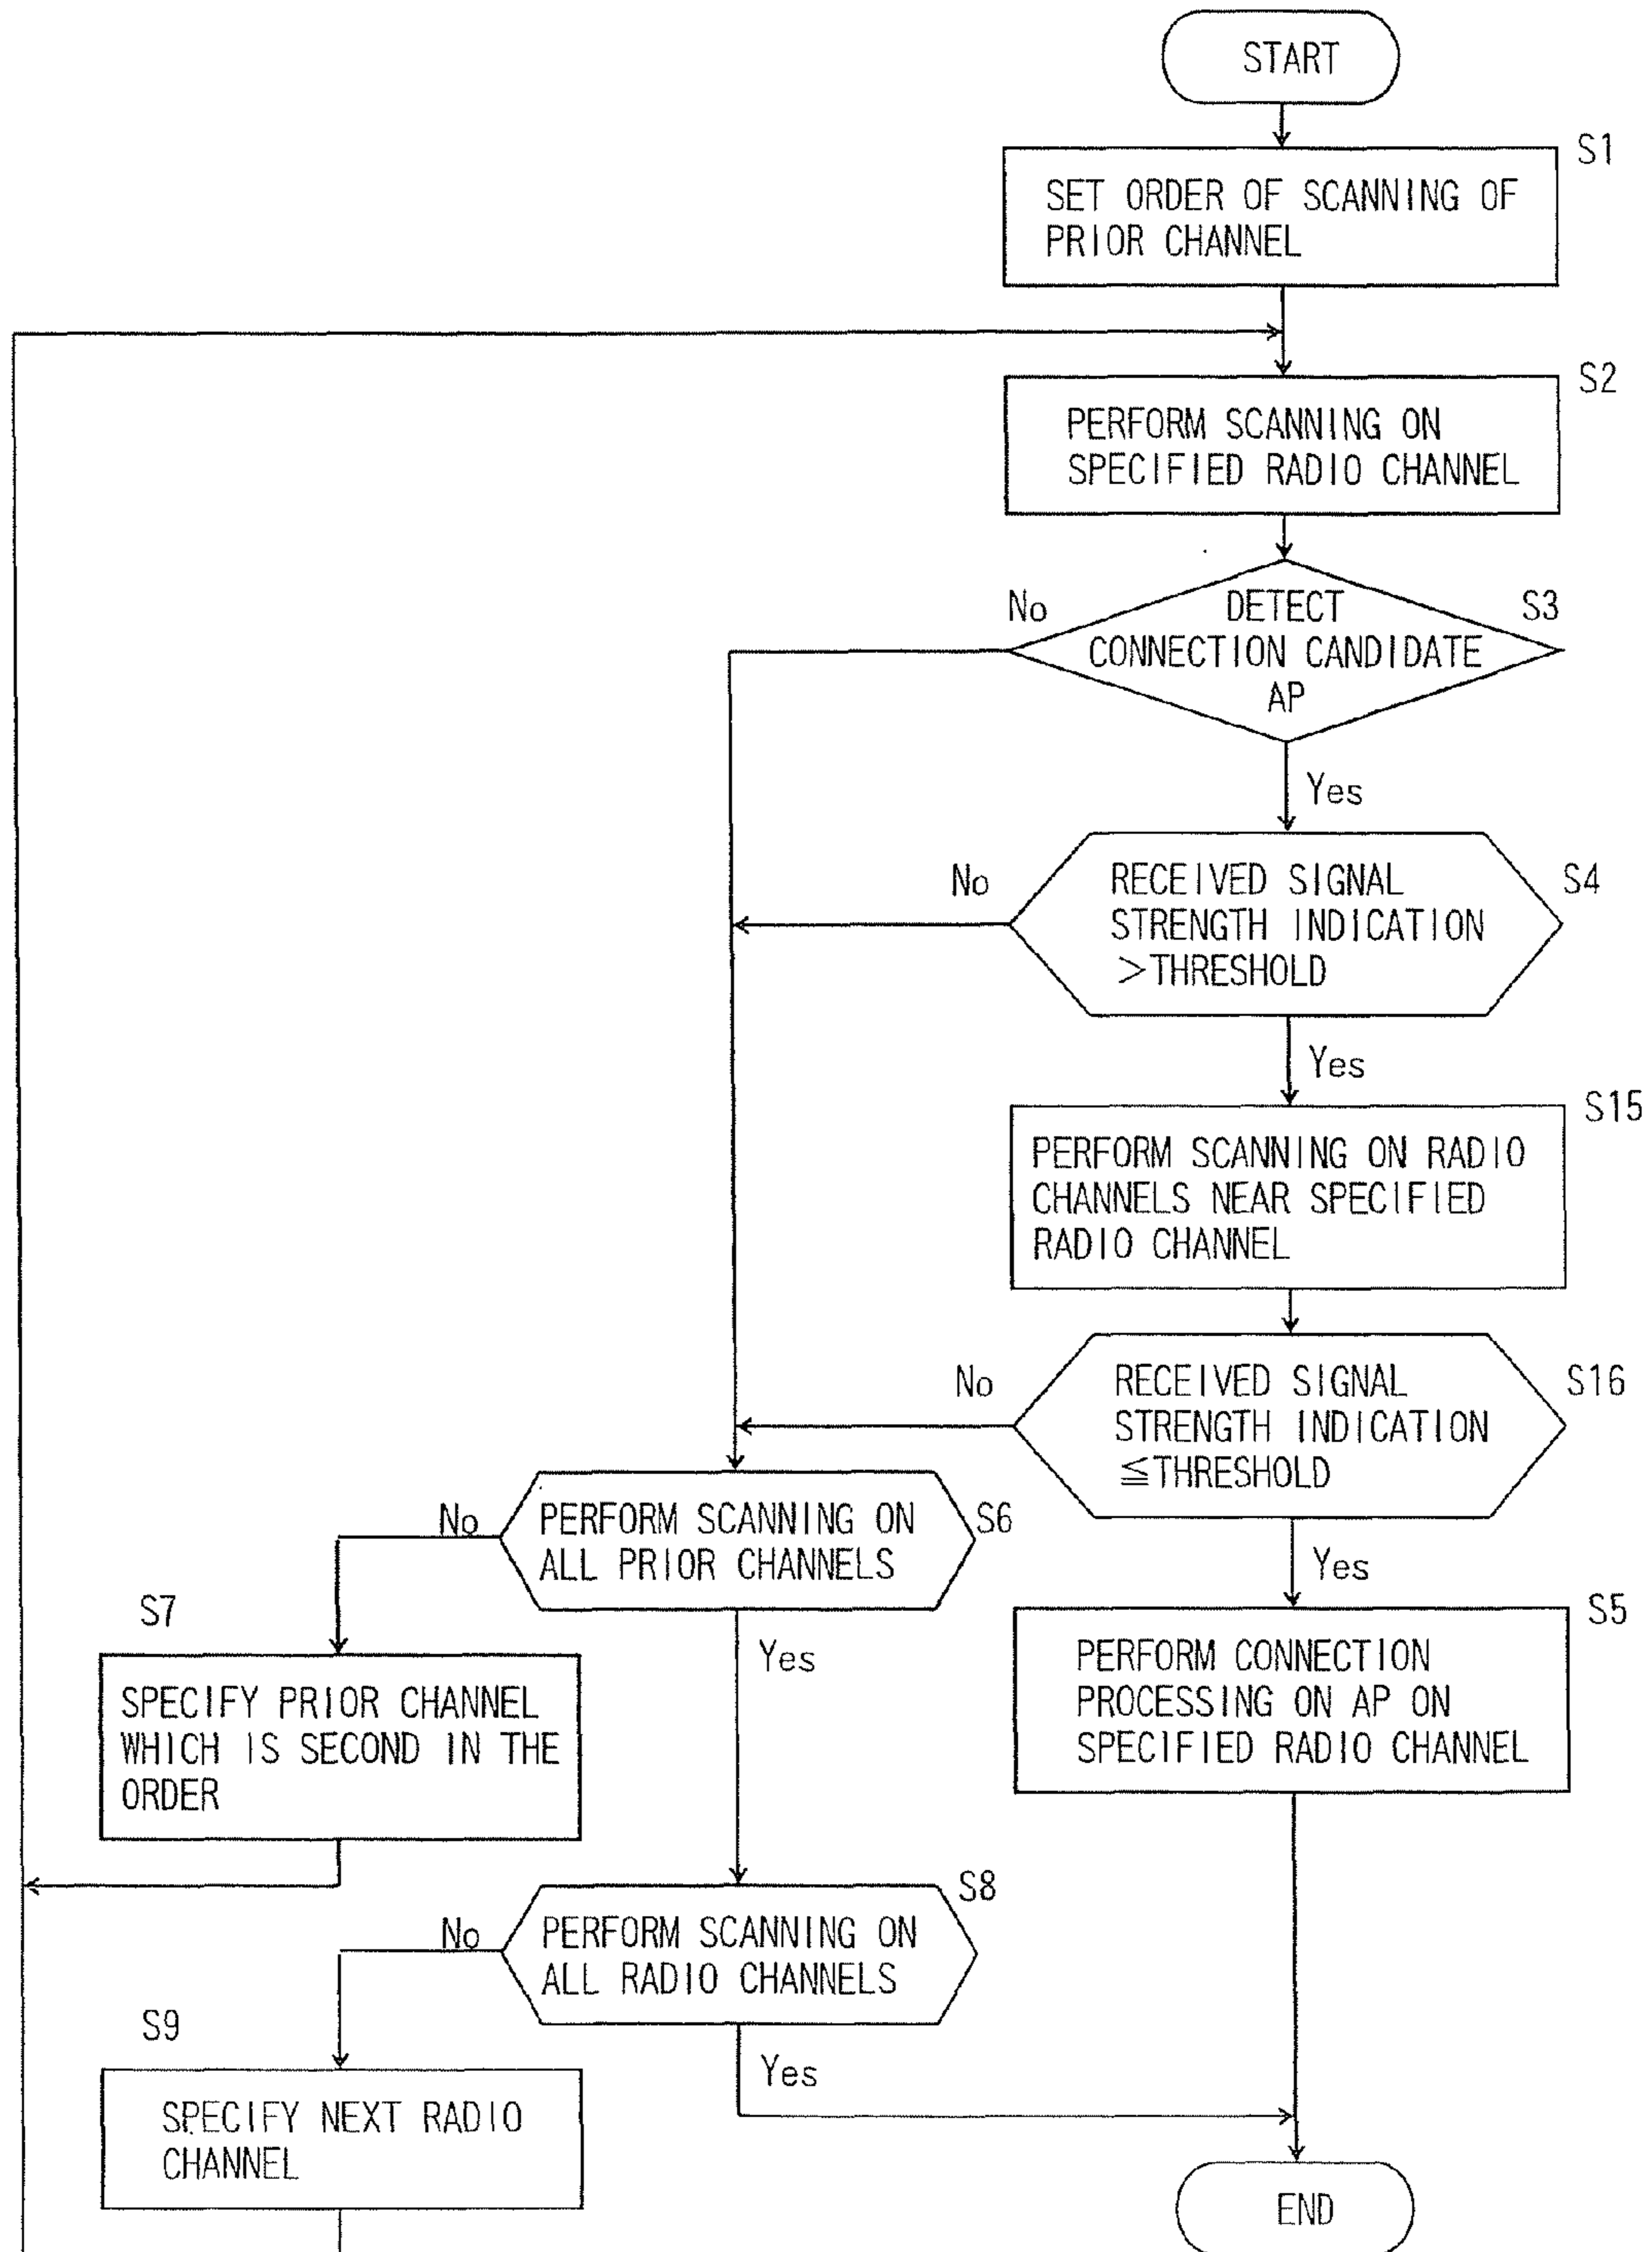 START
S1
SET ORDER OF SCANNING OF
PRIOR CHANNEL
S2
PERFORM SCANNING ON
SPECIFIED RADIO CHANNEL
No
DETECT
CONNECTION CANDIDATE
AP
S3
Yes
No
RECEIVED SIGNAL
STRENGTH INDICATION
>THRESHOLD
S4
Yes
S15
PERFORM SCANNING ON RADIO
CHANNELS NEAR SPECIFIED
RADIO CHANNEL
No
RECEIVED SIGNAL
STRENGTH INDICATION
≦THRESHOLD
S16
Yes
No
PERFORM SCANNING ON
ALL PRIOR CHANNELS
S6
Yes
S7
SPECIFY PRIOR CHANNEL
WHICH IS SECOND IN THE
ORDER
S5
PERFORM CONNECTION
PROCESSING ON AP ON
SPECIFIED RADIO CHANNEL
No
PERFORM SCANNING ON
ALL RADIO CHANNELS
S8
Yes
S9
SPECIFY NEXT RADIO
CHANNEL
END